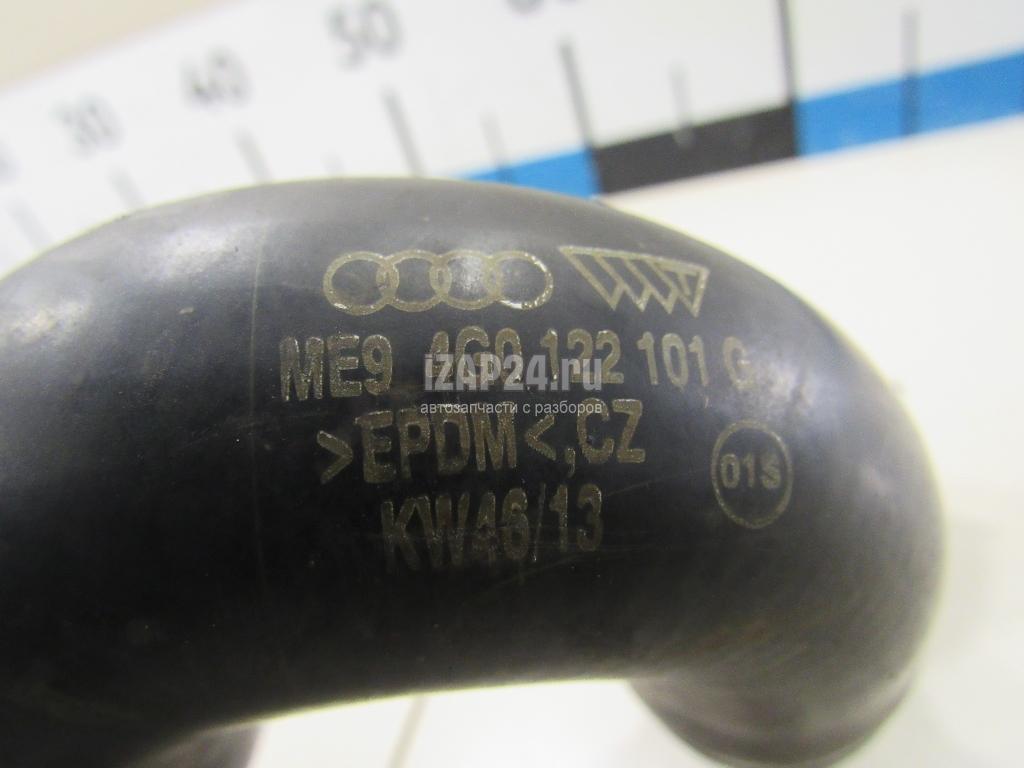 30 40 50
ME9 4G0.122 101 G
iZAP24.ru
автозапчасти с разборов
>EPDM<,CZ
01S
KW46/13